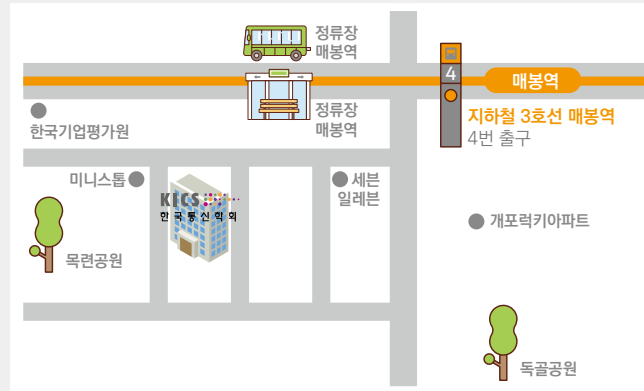 정류장
매봉역
4
매봉역
정류장
매봉역
지하철 3호선 매봉역
4번 출구
한국기업평가원
미니스톱
세븐
일레븐
KICS
한국통신학회
개포럭키아파트
목련공원
독골공원